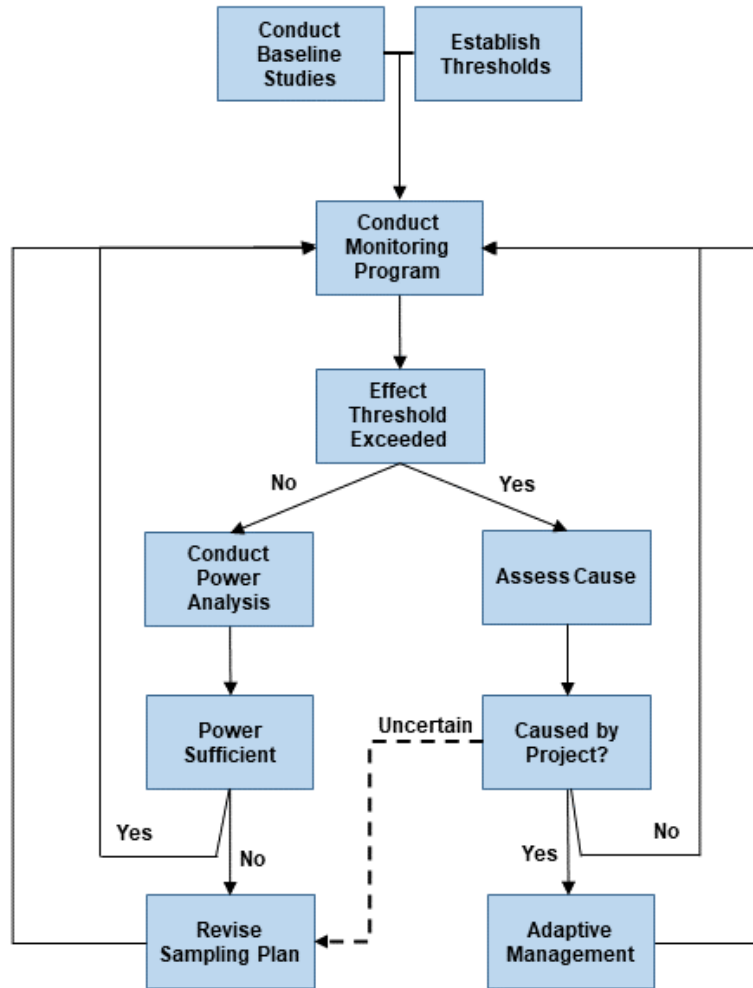 Conduct
Baseline
Studies
Establish
Thresholds
Conduct
Monitoring
Program
Effect
Threshold
Exceeded
No
Yes
Conduct
Power
Analysis
Assess Cause
Power
Sufficient
Uncertain
Caused by
Project?
Yes
No
Yes
No
Revise
Sampling Plan
Adaptive
Management